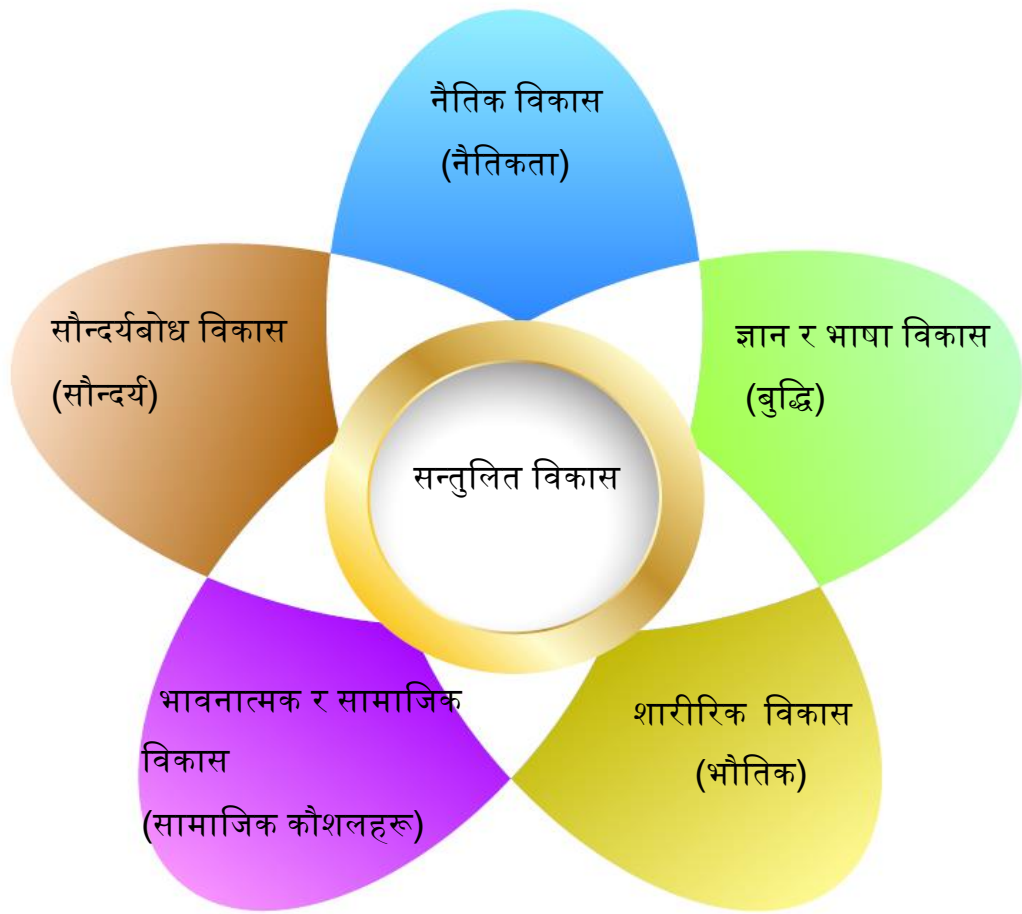 नैतिक विकास
(नैतिकता)
सौन्दर्यबोध विकास
(सौन्दर्य)
ज्ञान र भाषा विकास
(बुद्धि)
सन्तुलित विकास
भावनात्मक र सामाजिक
विकास
(सामाजिक कौशलहरू)
शारीरिक विकास
(भौतिक)